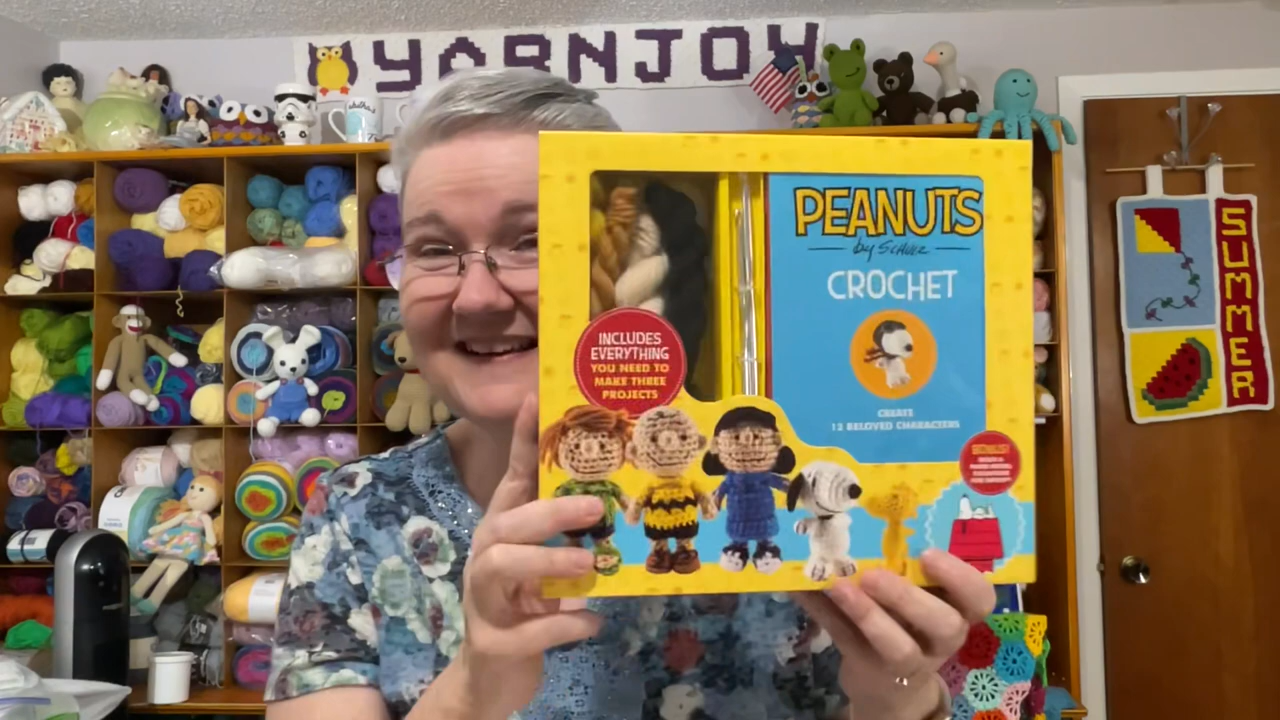 YARNJOY
PEANUTS
by SCHULZ
CROCHET
INCLUDES
EVERYTHING
YOU NEED TO
MAKE THREE
PROJECTS
CREATE
12 BELOVED CHARACTERS
SUMMER